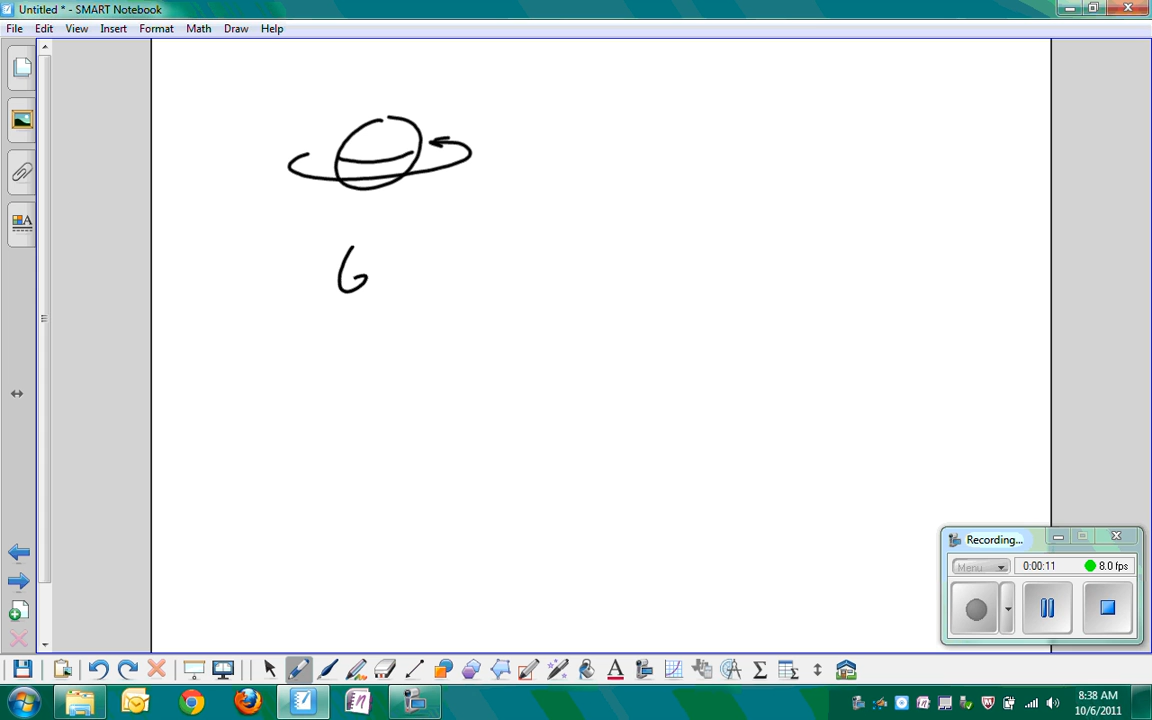 Untitled * - SMART Notebook
File Edit View Insert Format Math Draw Help
6
Recording...
Menu 0:00:11 8.0 fps
8:38 AM
10/6/2011